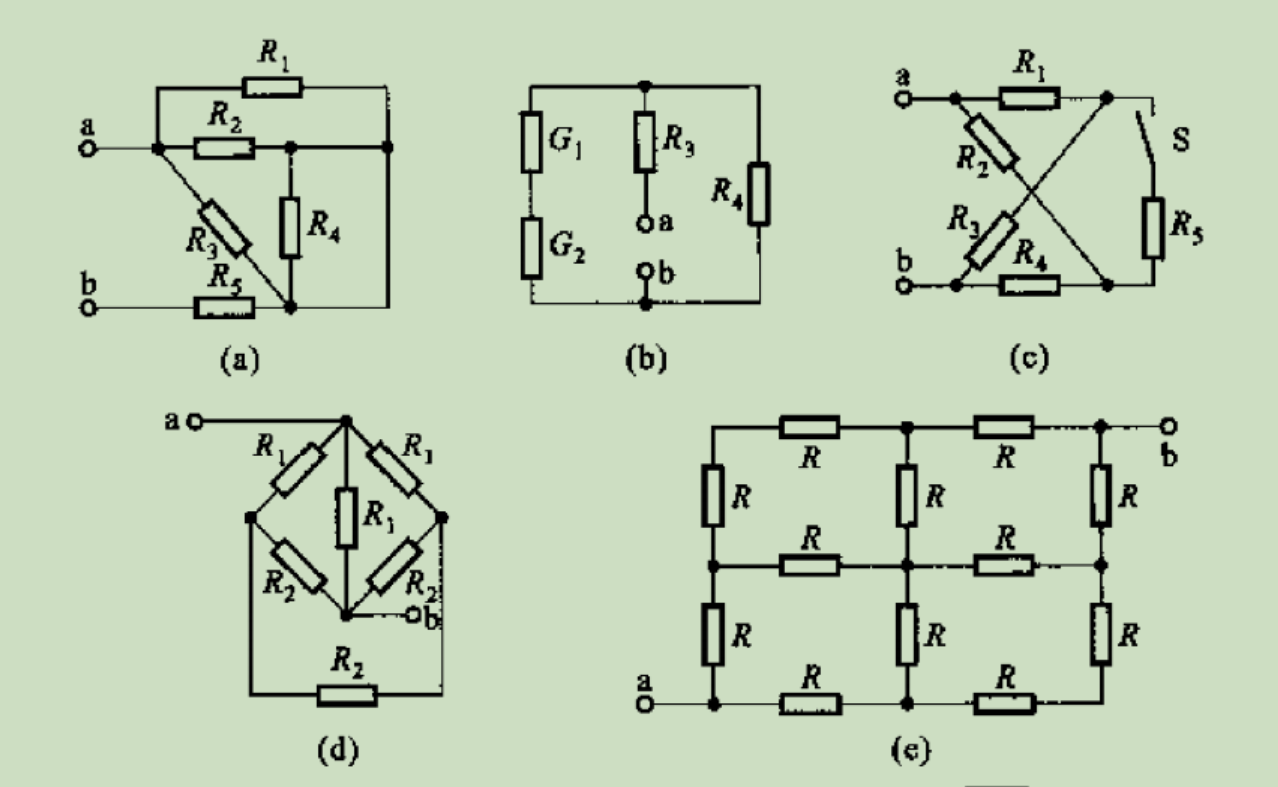 R₁
R₂
a
R₃
R₄
b
R₅
(a)
G₁
R₃
R₄
a
G₂
b
(b)
a
R₁
S
R₂
R₃
R₅
b
R₄
(c)
a
R₁
R₁
R₁
R₂
R₂
b
R₂
(d)
R
R
b
R
R
R
R
R
R
R
R
a
R
R
(e)